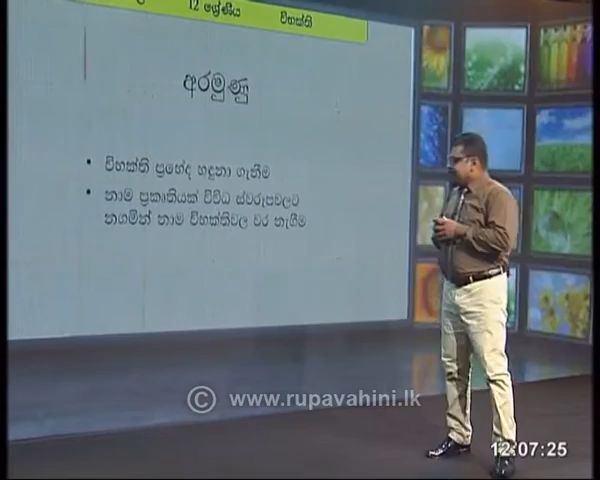 12 ශ්‍රේණිය විභක්ති
අරමුණු
• විභක්ති ප්‍රභේද හදුනා ගැනීම
• නාම ප්‍රකෘතියක් විවිධ ස්වරූපවලට
නගමින් නාම විභක්තිවල වර නැගීම
© www.rupavahini.lk
12:07:25